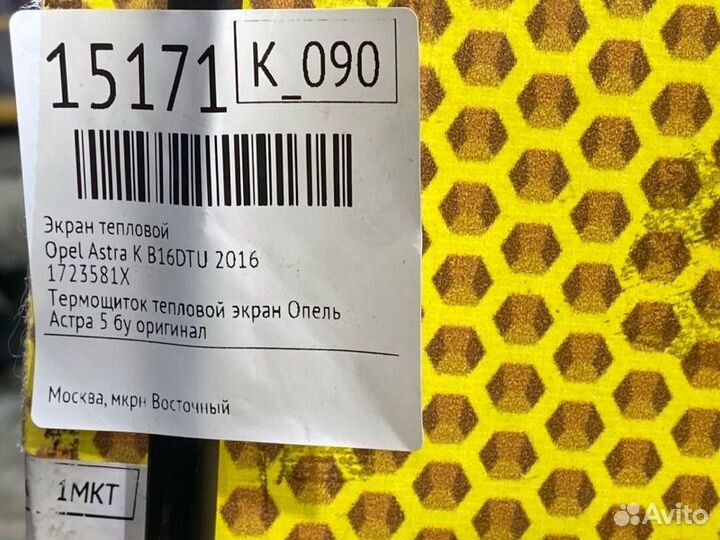 15171
K_090
Экран тепловой
Opel Astra K B16DTU 2016
1723581X
Термощиток тепловой экран Опель
Астра 5 бу оригинал
Москва, мкрн Восточный
1МКТ
Avito